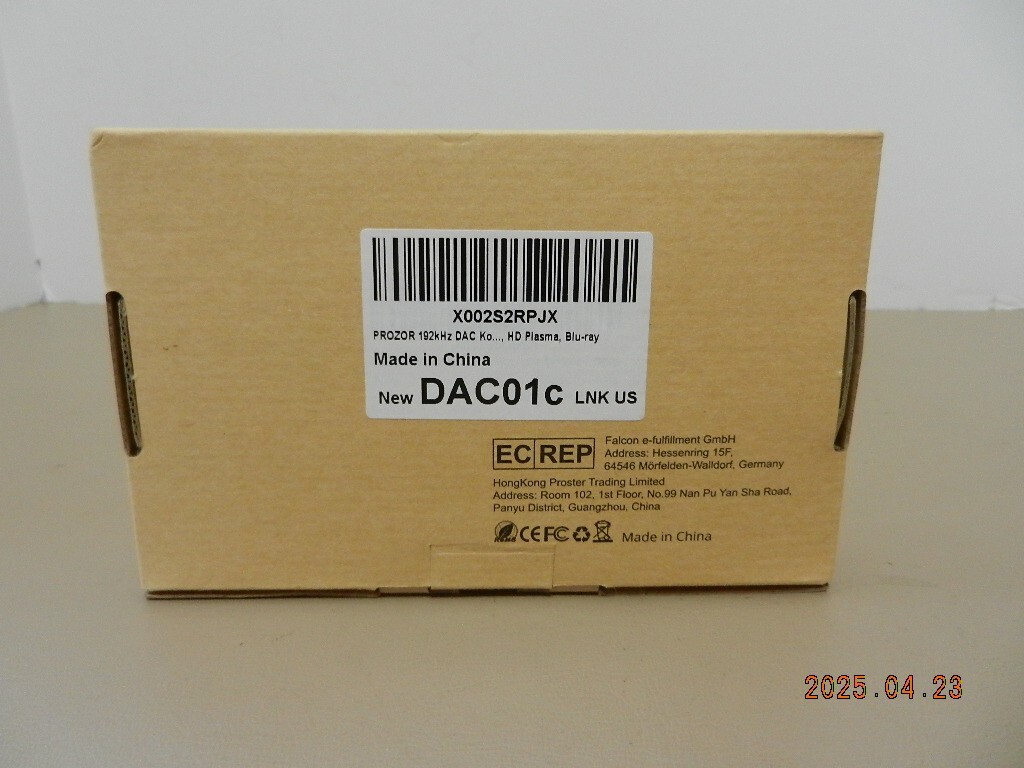 X002S2RPJX
PROZOR 192kHz DAC Ko..., HD Plasma, Blu-ray
Made in China
New DAC01c LNK US
EC REP
Falcon e-fulfillment GmbH
Address: Hessenring 15F,
64546 Mörfelden-Walldorf, Germany
HongKong Proster Trading Limited
Address: Room 102, 1st Floor, No.99 Nan Pu Yan Sha Road,
Panyu District, Guangzhou, China
CE FC Made in China
2025.04.23